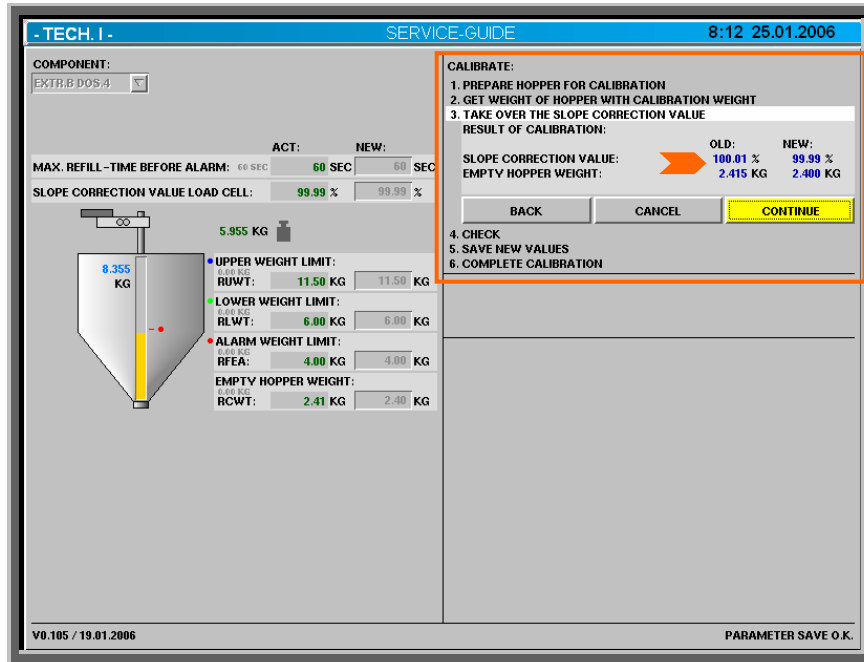 - TECH. I - SERVICE-GUIDE 8:12 25.01.2006
COMPONENT:
EXTR.B DOS.4
ACT: NEW:
MAX. REFILL-TIME BEFORE ALARM: 60 SEC 60 SEC 60 SEC
SLOPE CORRECTION VALUE LOAD CELL: 99.99 % 99.99 %
5.955 KG
8.355
KG
UPPER WEIGHT LIMIT:
0.00 KG
RUWT: 11.50 KG 11.50 KG
LOWER WEIGHT LIMIT:
0.00 KG
RLWT: 6.00 KG 6.00 KG
ALARM WEIGHT LIMIT:
0.00 KG
RFEA: 4.00 KG 4.00 KG
EMPTY HOPPER WEIGHT:
0.00 KG
RCWT: 2.41 KG 2.40 KG
CALIBRATE:
1. PREPARE HOPPER FOR CALIBRATION
2. GET WEIGHT OF HOPPER WITH CALIBRATION WEIGHT
3. TAKE OVER THE SLOPE CORRECTION VALUE
RESULT OF CALIBRATION:
OLD: NEW:
SLOPE CORRECTION VALUE: 100.01 % 99.99 %
EMPTY HOPPER WEIGHT: 2.415 KG 2.400 KG
BACK CANCEL CONTINUE
4. CHECK
5. SAVE NEW VALUES
6. COMPLETE CALIBRATION
V0.105 / 19.01.2006 PARAMETER SAVE O.K.